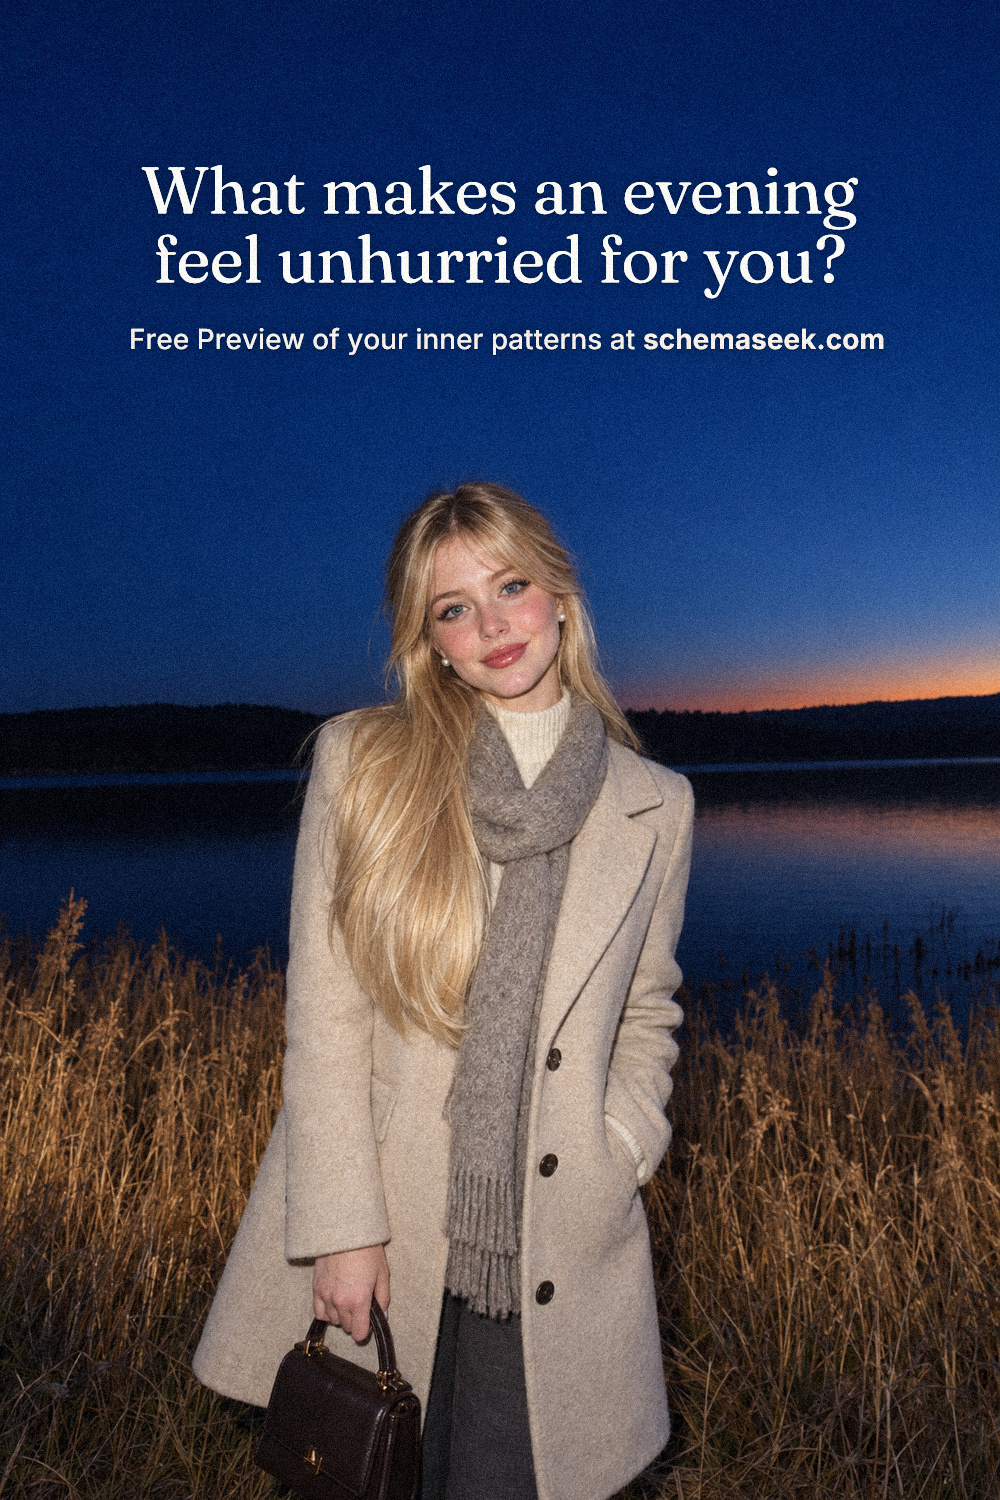 What makes an evening
feel unhurried for you?
Free Preview of your inner patterns at schemaseek.com